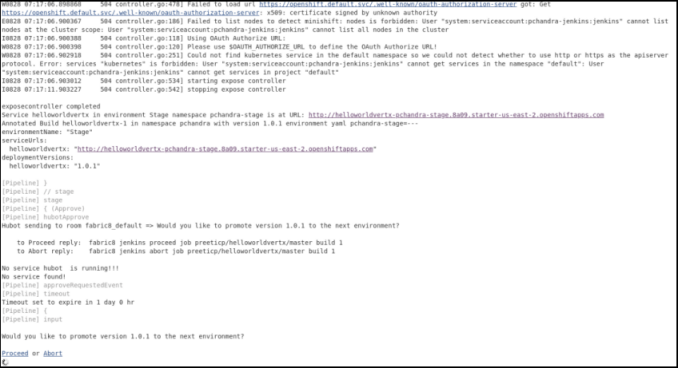 W0828 07:17:06.898068     504 controller.go:470] Failed to load url https://openshift.default.svc/.well-known/oauth-authorization-server got: Get
https://openshift.default.svc/.well-known/oauth-authorization-server: x509: certificate signed by unknown authority
E0828 07:17:06.900367     504 controller.go:186] Failed to list nodes to detect minishift: nodes is forbidden: User "system:serviceaccount:pchandra-jenkins:jenkins" cannot list
nodes at the cluster scope: User "system:serviceaccount:pchandra-jenkins:jenkins" cannot list all nodes in the cluster
I0828 07:17:06.900388     504 controller.go:118] Using OAuth Authorize URL:
W0828 07:17:06.900390     504 controller.go:120] Please use $OAUTH_AUTHORIZE_URL to define the OAuth Authorize URL!
W0828 07:17:06.902918     504 controller.go:251] Could not find kubernetes service in the default namespace so we could not detect whether to use http or https as the apiserver
protocol. Error: services "kubernetes" is forbidden: User "system:serviceaccount:pchandra-jenkins:jenkins" cannot get services in the namespace "default": User
"system:serviceaccount:pchandra-jenkins:jenkins" cannot get services in project "default"
I0828 07:17:06.903012     504 controller.go:534] starting expose controller
I0828 07:17:11.903227     504 controller.go:542] stopping expose controller
exposecontroller completed
Service helloworldvertx in environment Stage namespace pchandra-stage is at URL: http://helloworldvertx-pchandra-stage.8a09.starter-us-east-2.openshiftapps.com
Annotated Build helloworldvertx-1 in namespace pchandra with version 1.0.1 environment yaml pchandra-stage=---
environmentName: "Stage"
serviceUrls:
  helloworldvertx: "http://helloworldvertx-pchandra-stage.8a09.starter-us-east-2.openshiftapps.com"
deploymentVersions:
  helloworldvertx: "1.0.1"
[Pipeline] }
[Pipeline] // stage
[Pipeline] stage
[Pipeline] { (Approve)
[Pipeline] hubotApprove
Hubot sending to room fabric8_default => Would you like to promote version 1.0.1 to the next environment?
to Proceed reply:  fabric8 jenkins proceed job preeticp/helloworldvertx/master build 1
to Abort reply:    fabric8 jenkins abort job preeticp/helloworldvertx/master build 1
No service hubot  is running!!!
No service found!
[Pipeline] approveRequestedEvent
[Pipeline] timeout
Timeout set to expire in 1 day 0 hr
[Pipeline] {
[Pipeline] input
Would you like to promote version 1.0.1 to the next environment?
Proceed or Abort